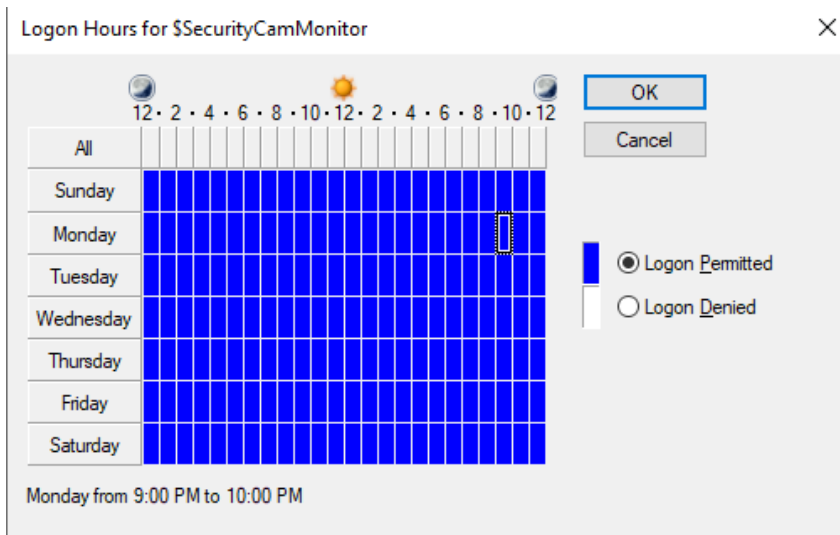 Logon Hours for $SecurityCamMonitor
12 · 2 · 4 · 6 · 8 · 10 · 12 · 2 · 4 · 6 · 8 · 10 · 12
OK
All
Cancel
Sunday
Monday
Tuesday
Wednesday
Thursday
Friday
Saturday
Logon Permitted
Logon Denied
Monday from 9:00 PM to 10:00 PM